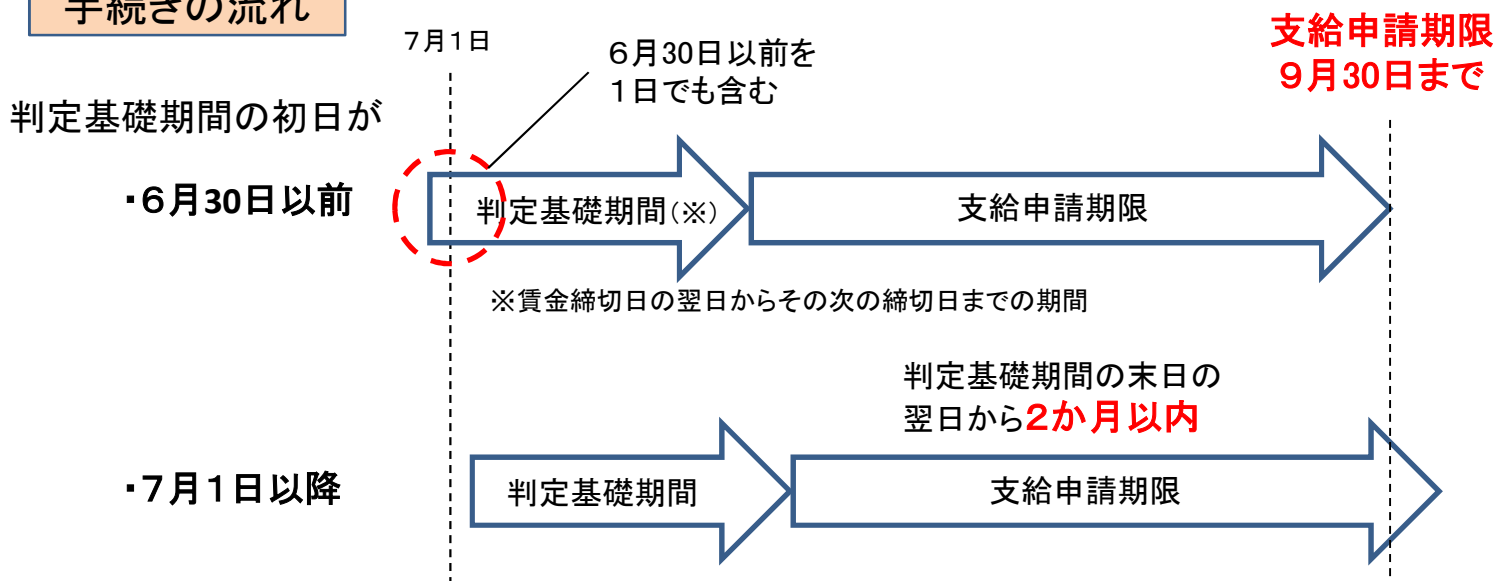 手続きの流れ
７月１日
６月30日以前を
１日でも含む
支給申請期限
９月30日まで
判定基礎期間の初日が
・６月30日以前
判定基礎期間（※）
支給申請期限
※賃金締切日の翌日からその次の締切日までの期間
判定基礎期間の末日の
翌日から２か月以内
・７月１日以降
判定基礎期間
支給申請期限